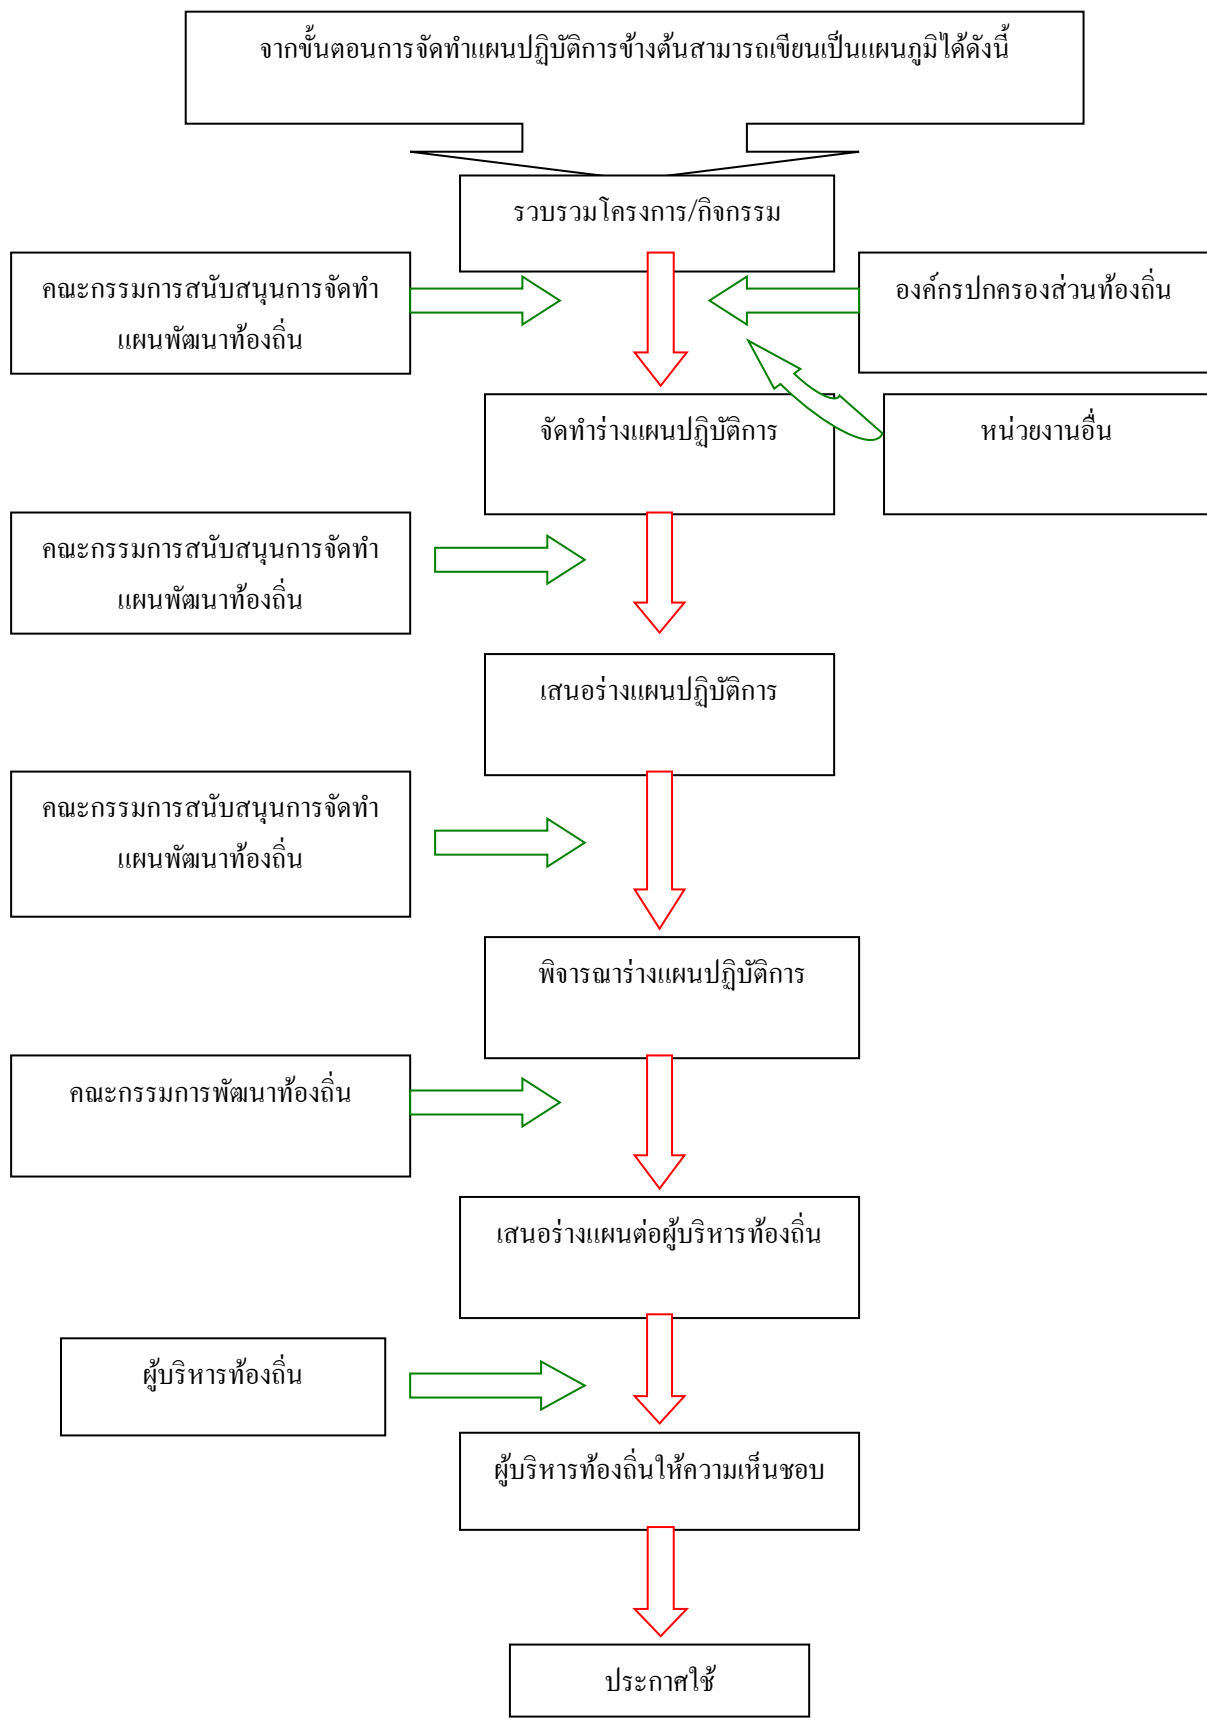 จากขั้นตอนการจัดทำแผนปฏิบัติการข้างต้นสามารถเขียนเป็นแผนภูมิได้ดังนี้
รวบรวมโครงการ/กิจกรรม
คณะกรรมการสนับสนุนการจัดทำ
แผนพัฒนาท้องถิ่น
องค์กรปกครองส่วนท้องถิ่น
จัดทำร่างแผนปฏิบัติการ
หน่วยงานอื่น
คณะกรรมการสนับสนุนการจัดทำ
แผนพัฒนาท้องถิ่น
เสนอร่างแผนปฏิบัติการ
คณะกรรมการสนับสนุนการจัดทำ
แผนพัฒนาท้องถิ่น
พิจารณาร่างแผนปฏิบัติการ
คณะกรรมการพัฒนาท้องถิ่น
เสนอร่างแผนต่อผู้บริหารท้องถิ่น
ผู้บริหารท้องถิ่น
ผู้บริหารท้องถิ่นให้ความเห็นชอบ
ประกาศใช้